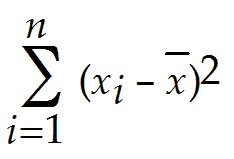 n
∑ (xᵢ – x̅)²
i=1